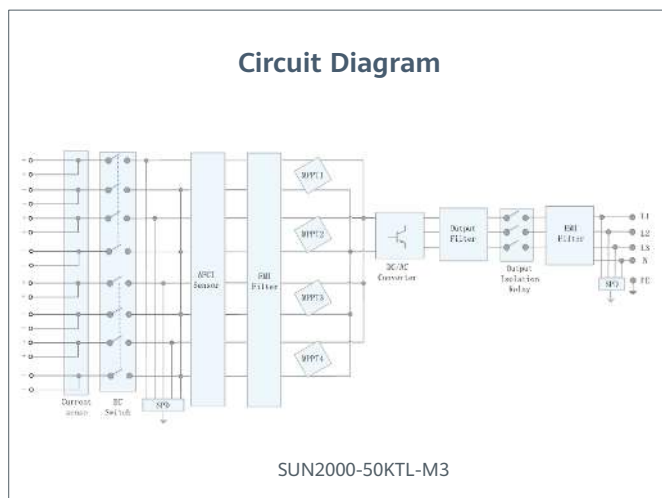 Circuit Diagram
MPPT1
MPPT2
MPPT3
MPPT4
AFCI
Sensor
EMI
Filter
DC/AC
Converter
Output
Filter
Output
Isolation
Relay
EMI
Filter
L1
L2
L3
N
PE
SPD
Current
sensor
DC
Switch
SPD
SUN2000-50KTL-M3